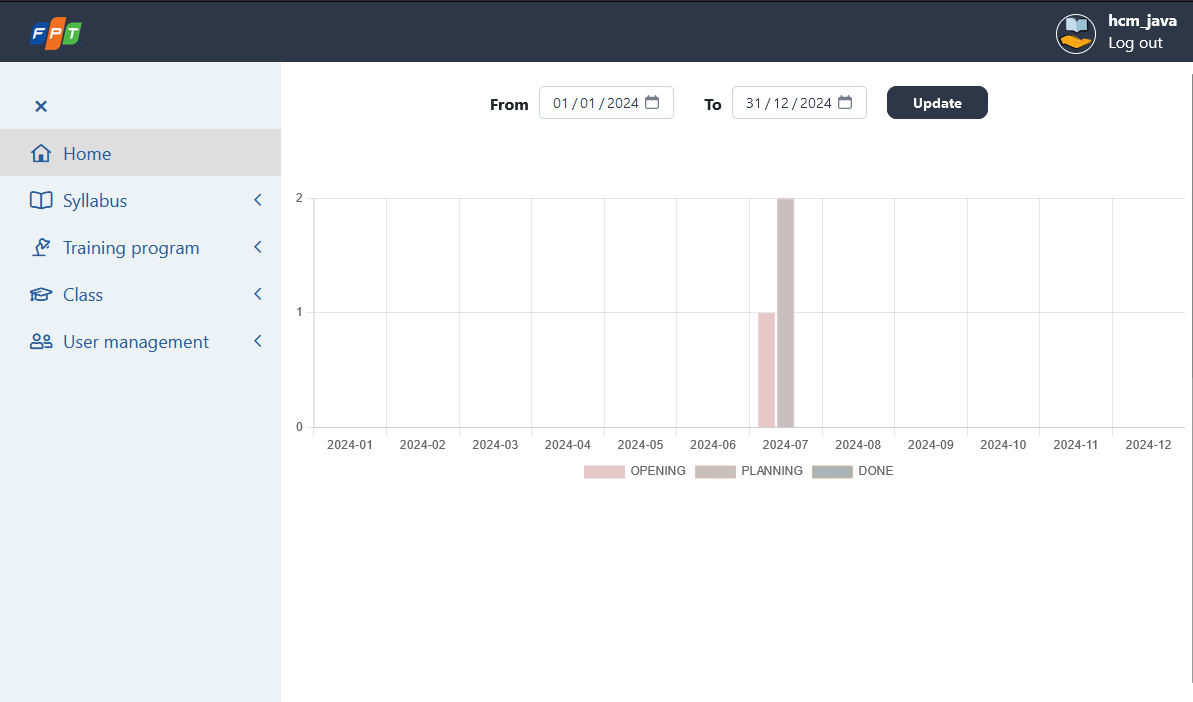 FPT
hcm_java
Log out
From 01/01/2024 To 31/12/2024 Update
Home
Syllabus
Training program
Class
User management
2
1
0
2024-01 2024-02 2024-03 2024-04 2024-05 2024-06 2024-07 2024-08 2024-09 2024-10 2024-11 2024-12
OPENING PLANNING DONE